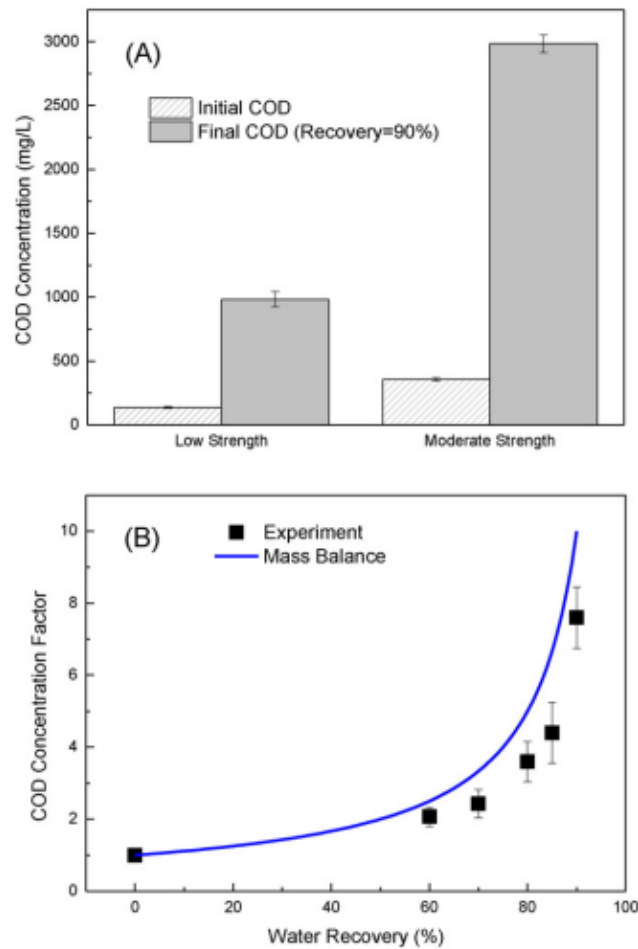 (A)
Initial COD
Final COD (Recovery=90%)
COD Concentration (mg/L)
3000
2500
2000
1500
1000
500
0
Low Strength Moderate Strength
(B)
Experiment
Mass Balance
COD Concentration Factor
10
8
6
4
2
0
0 20 40 60 80 100
Water Recovery (%)